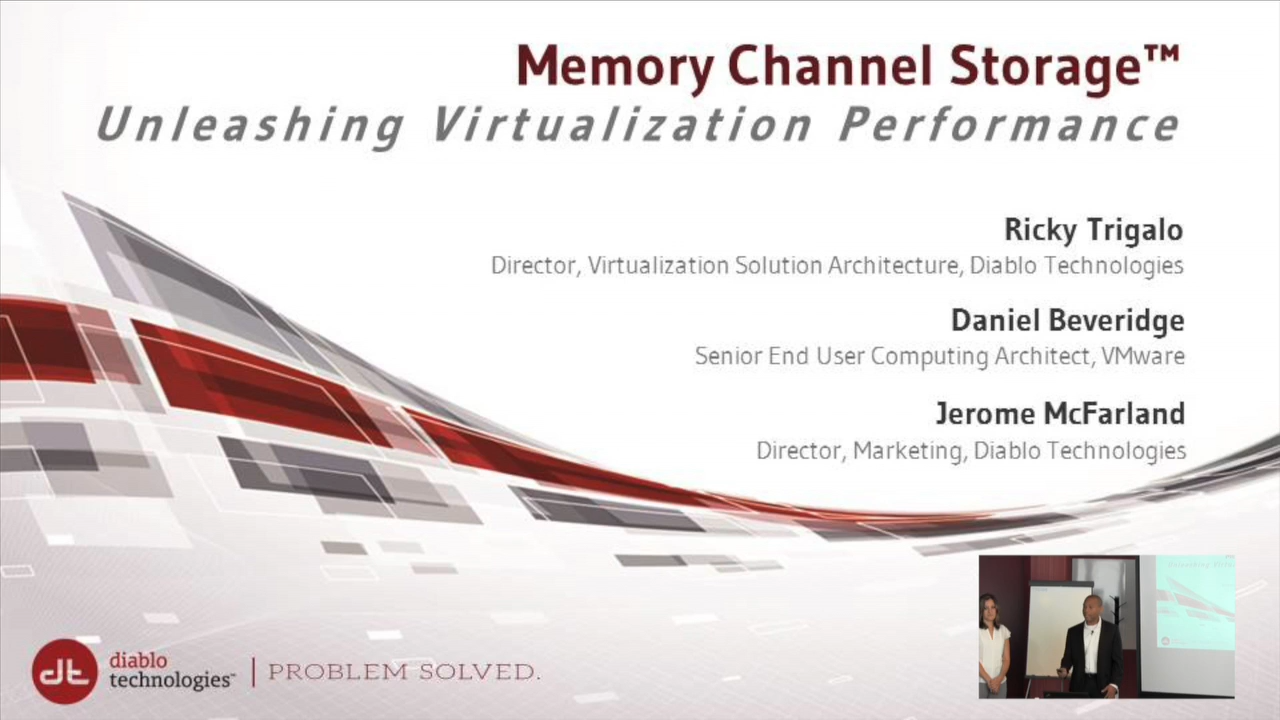 Memory Channel Storage™
Unleashing Virtualization Performance
Ricky Trigalo
Director, Virtualization Solution Architecture, Diablo Technologies
Daniel Beveridge
Senior End User Computing Architect, VMware
Jerome McFarland
Director, Marketing, Diablo Technologies
dt
diablo
technologies™
PROBLEM SOLVED.